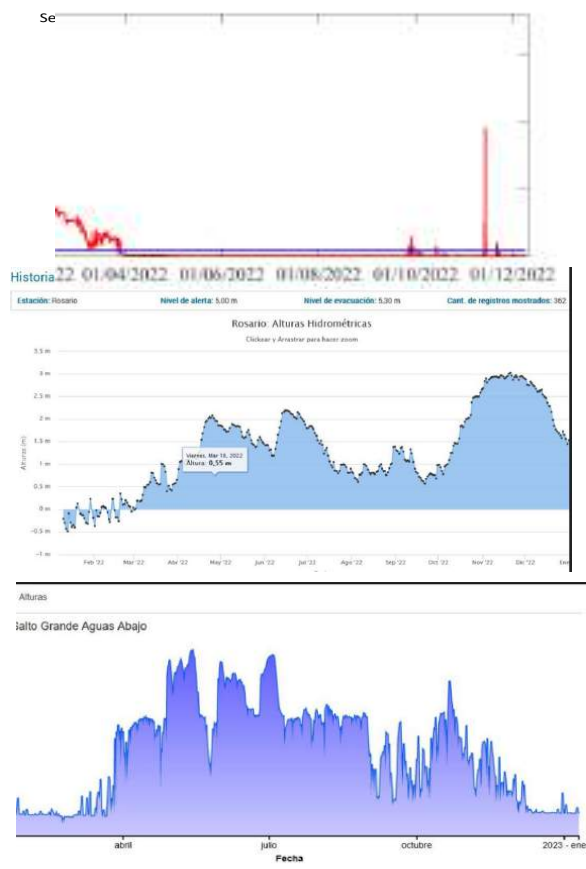 Se
22 01/04/2022 01/06/2022 01/08/2022 01/10/2022 01/12/2022
Historia
Estación: Rosario Nivel de alerta: 5,00 m Nivel de evacuación: 5,30 m Cant. de registros mostrados: 362
Rosario: Alturas Hidrométricas
Clickear y Arrastrar para hacer zoom
3,5 m
3 m
2,5 m
2 m
1,5 m
1 m
0,5 m
0 m
-0,5 m
-1 m
Alturas (m)
Viernes, Mar 18, 2022
Altura: 0,55 m
Feb '22 Mar '22 Abr '22 May '22 Jun '22 Jul '22 Ago '22 Sep '22 Oct '22 Nov '22 Dic '22 Ene
Alturas
Salto Grande Aguas Abajo
abril julio octubre 2023 - ene
Fecha